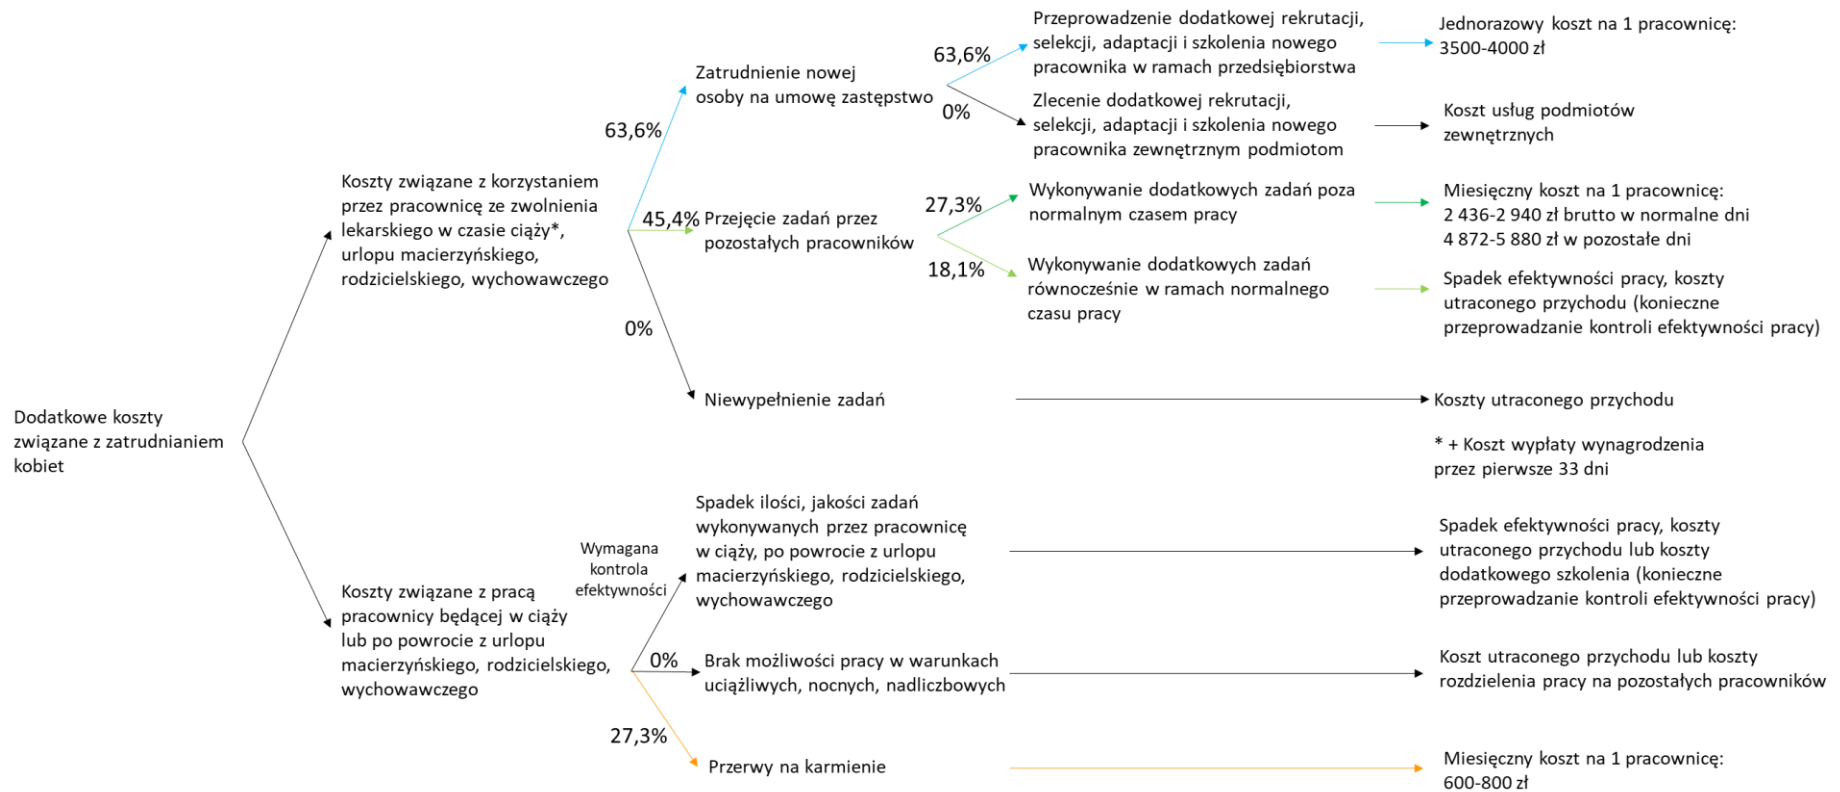 Dodatkowe koszty
związane z zatrudnianiem
kobiet
Koszty związane z korzystaniem
przez pracownicę ze zwolnienia
lekarskiego w czasie ciąży*,
urlopu macierzyńskiego,
rodzicielskiego, wychowawczego
63,6%
Zatrudnienie nowej
osoby na umowę zastępstwo
63,6%
Przeprowadzenie dodatkowej rekrutacji,
selekcji, adaptacji i szkolenia nowego
pracownika w ramach przedsiębiorstwa
Jednorazowy koszt na 1 pracownicę:
3500-4000 zł
0%
Zlecenie dodatkowej rekrutacji,
selekcji, adaptacji i szkolenia nowego
pracownika zewnętrznym podmiotom
Koszt usług podmiotów
zewnętrznych
45,4%
Przejęcie zadań przez
pozostałych pracowników
27,3%
Wykonywanie dodatkowych zadań poza
normalnym czasem pracy
Miesięczny koszt na 1 pracownicę:
2 436-2 940 zł brutto w normalne dni
4 872-5 880 zł w pozostałe dni
18,1%
Wykonywanie dodatkowych zadań
równocześnie w ramach normalnego
czasu pracy
Spadek efektywności pracy, koszty
utraconego przychodu (konieczne
przeprowadzanie kontroli efektywności pracy)
0%
Niewypełnienie zadań
Koszty utraconego przychodu
* + Koszt wypłaty wynagrodzenia
przez pierwsze 33 dni
Koszty związane z pracą
pracownicy będącej w ciąży
lub po powrocie z urlopu
macierzyńskiego, rodzicielskiego,
wychowawczego
Wymagana
kontrola
efektywności
Spadek ilości, jakości zadań
wykonywanych przez pracownicę
w ciąży, po powrocie z urlopu
macierzyńskiego, rodzicielskiego,
wychowawczego
Spadek efektywności pracy, koszty
utraconego przychodu lub koszty
dodatkowego szkolenia (konieczne
przeprowadzanie kontroli efektywności pracy)
0%
Brak możliwości pracy w warunkach
uciążliwych, nocnych, nadliczbowych
Koszt utraconego przychodu lub koszty
rozdzielenia pracy na pozostałych pracowników
27,3%
Przerwy na karmienie
Miesięczny koszt na 1 pracownicę:
600-800 zł